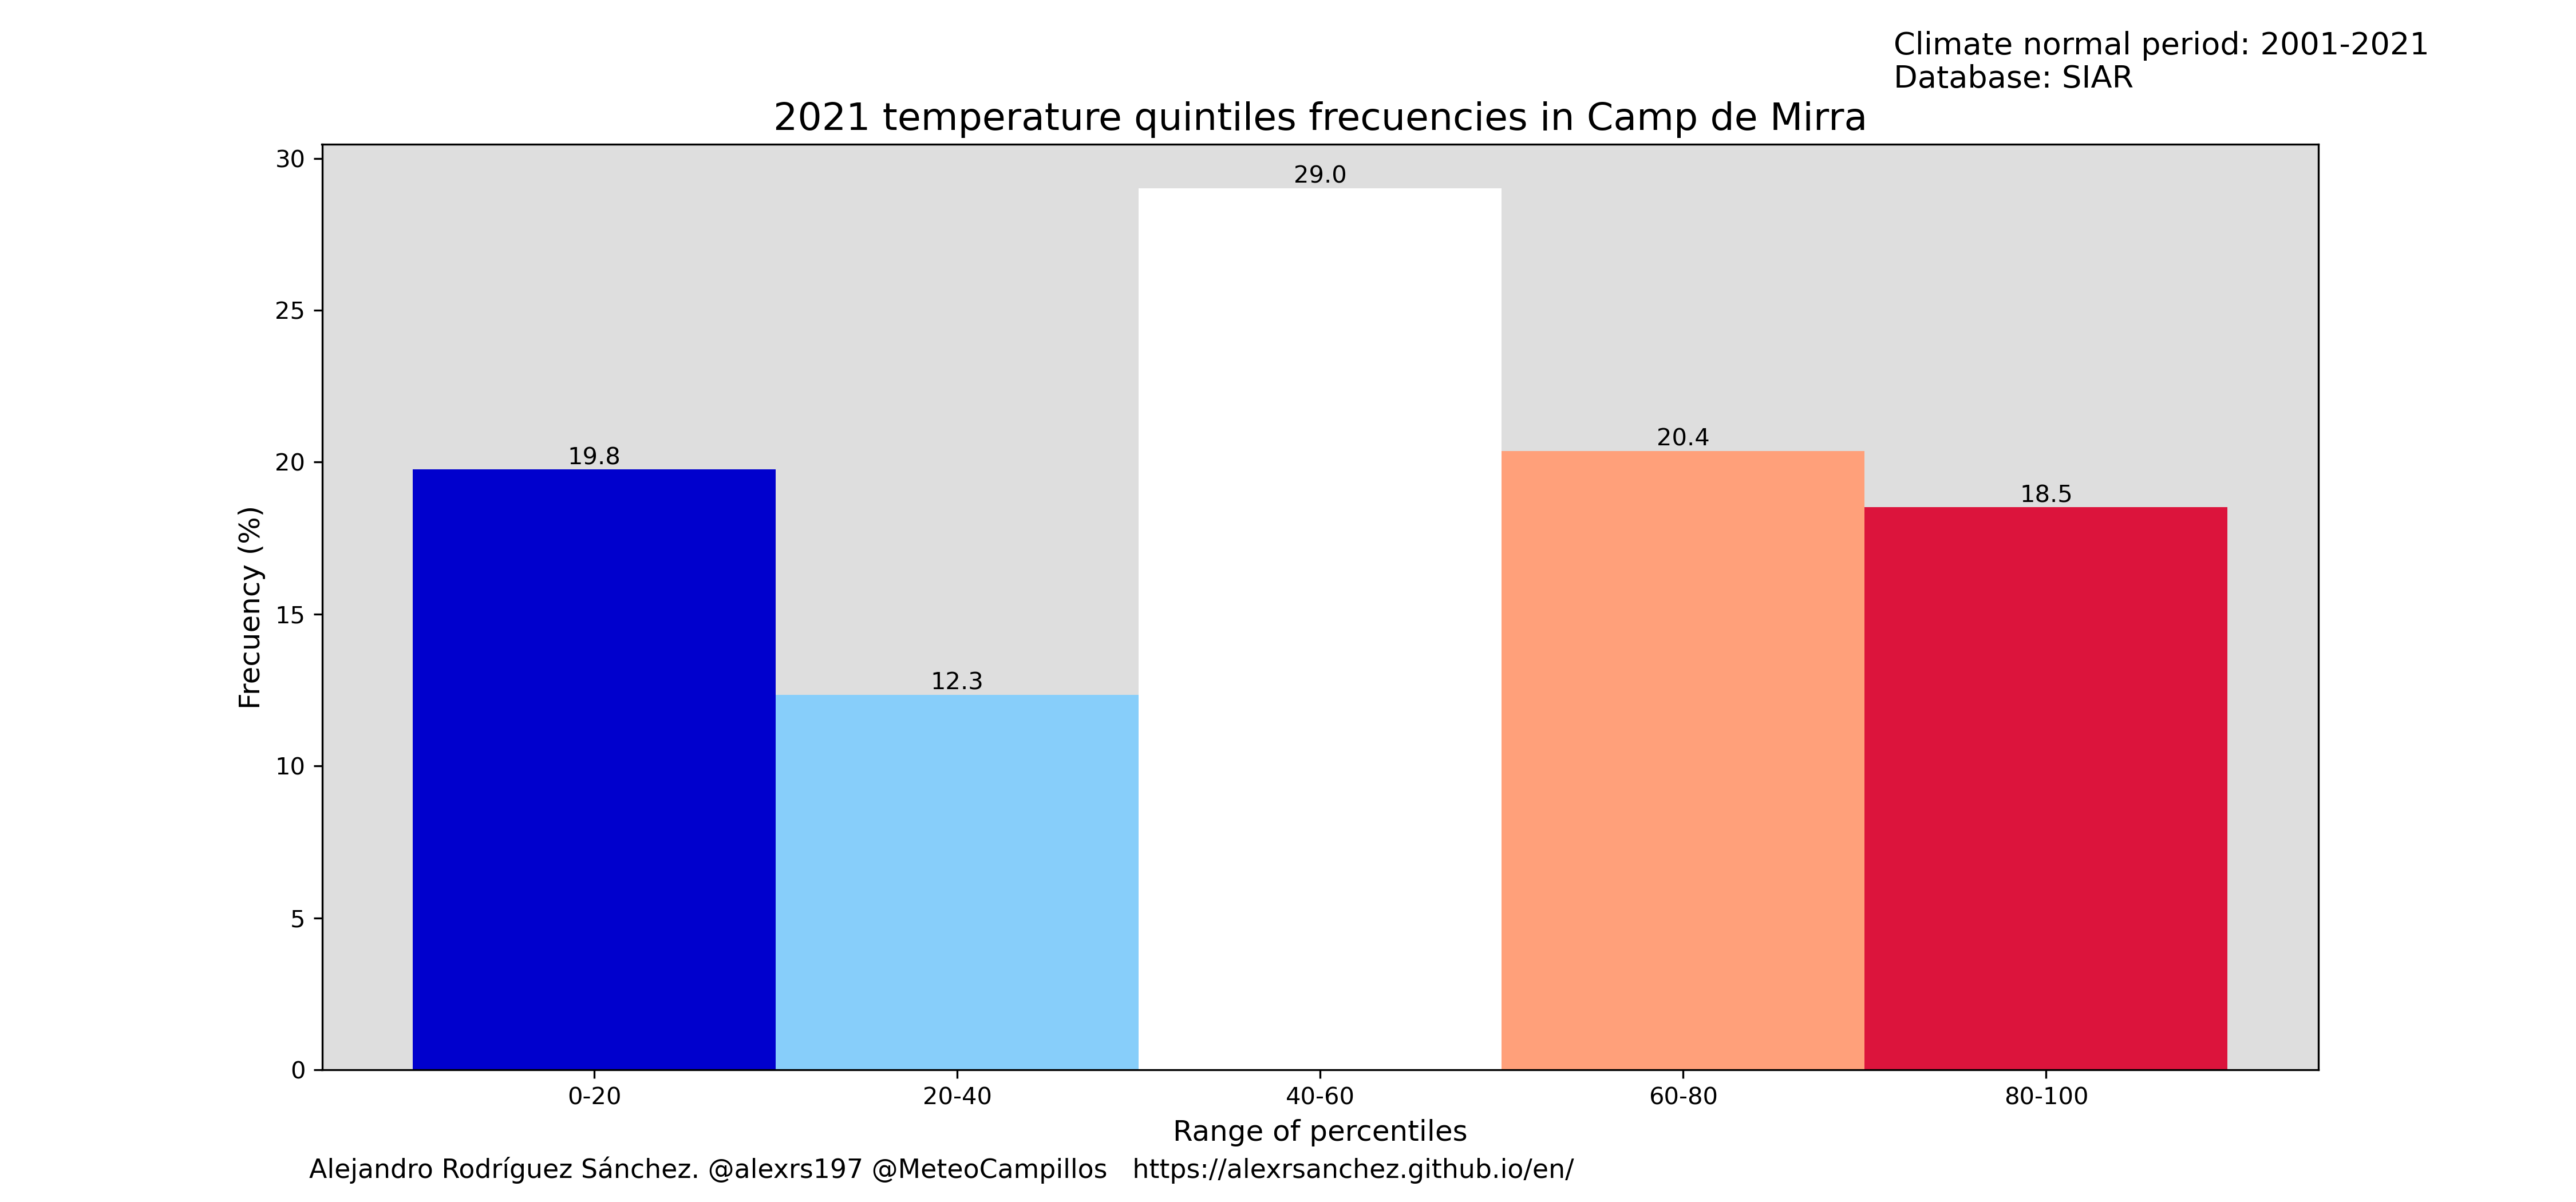 Climate normal period: 2001-2021
Database: SIAR
2021 temperature quintiles frecuencies in Camp de Mirra
30
25
20
15
10
5
0
Frecuency (%)
19.8
12.3
29.0
20.4
18.5
0-20
20-40
40-60
60-80
80-100
Range of percentiles
Alejandro Rodríguez Sánchez. @alexrs197 @MeteoCampillos   https://alexrsanchez.github.io/en/